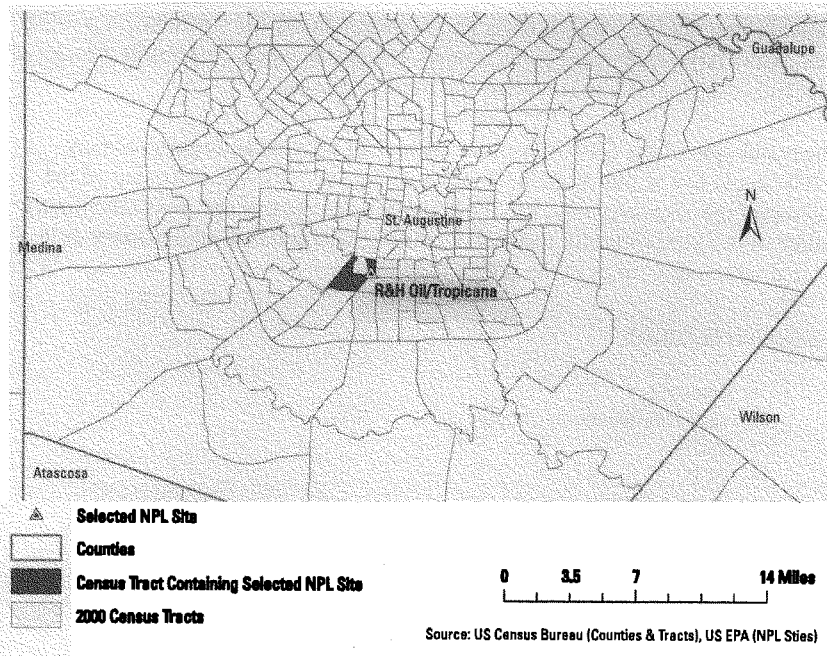 Guadalupe
N
St. Augustine
Medina
R&H Oil/Tropicana
Wilson
Atascosa
Selected NPL Site
Counties
Census Tract Containing Selected NPL Site
2000 Census Tracts
0 3.5 7 14 Miles
Source: US Census Bureau (Counties & Tracts), US EPA (NPL Sties)